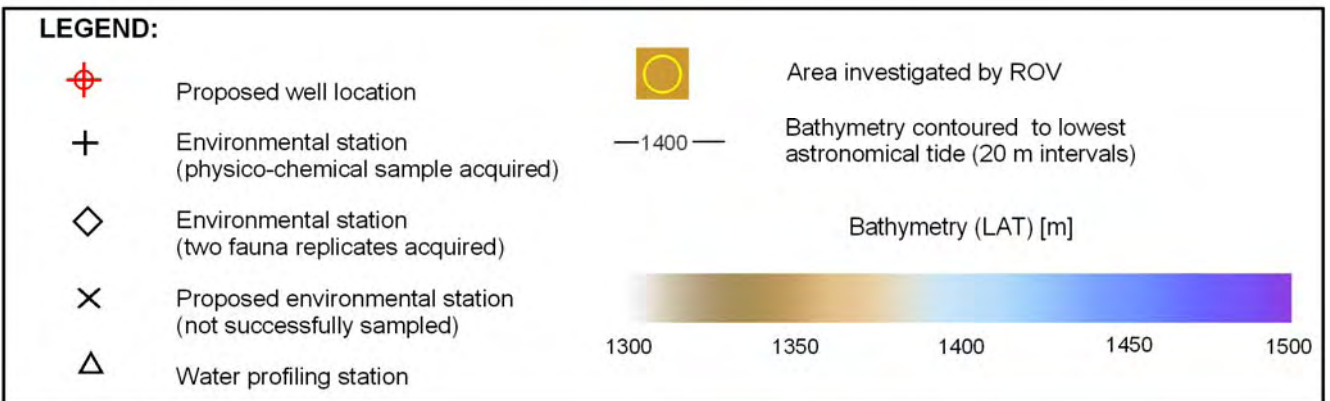 LEGEND:
Proposed well location
Environmental station
(physico-chemical sample acquired)
Environmental station
(two fauna replicates acquired)
Proposed environmental station
(not successfully sampled)
Water profiling station
Area investigated by ROV
1400
Bathymetry contoured to lowest
astronomical tide (20 m intervals)
Bathymetry (LAT) [m]
1300 1350 1400 1450 1500